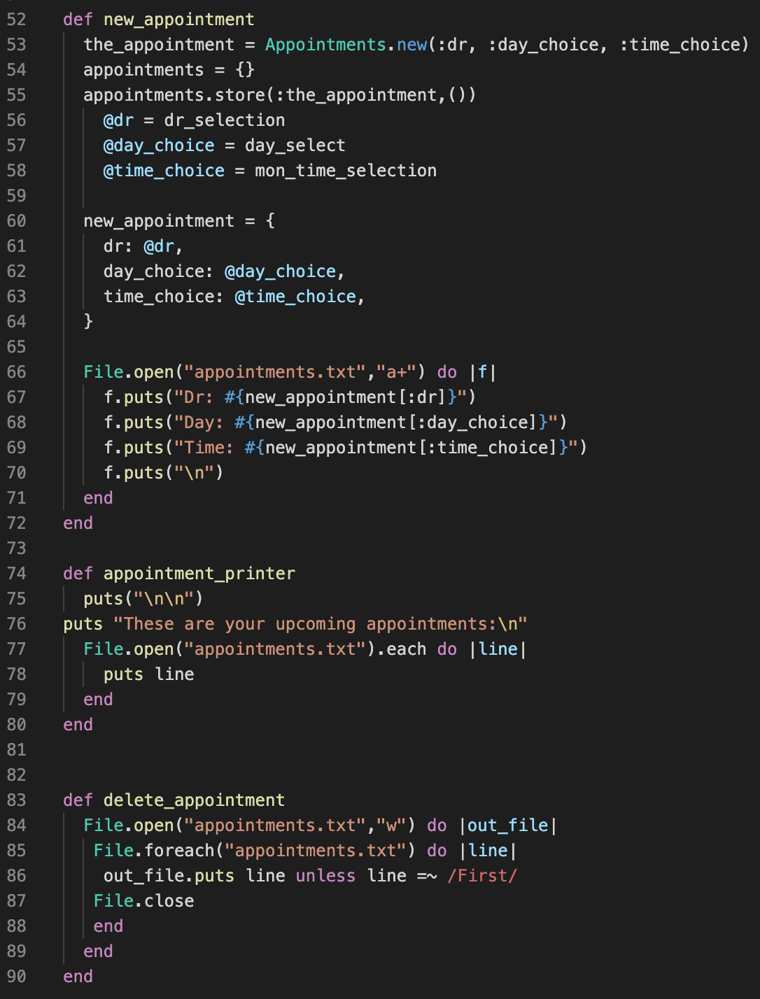 52 def new_appointment
53 the_appointment = Appointments.new(:dr, :day_choice, :time_choice)
54 appointments = {}
55 appointments.store(:the_appointment,())
56 @dr = dr_selection
57 @day_choice = day_select
58 @time_choice = mon_time_selection
59
60 new_appointment = {
61 dr: @dr,
62 day_choice: @day_choice,
63 time_choice: @time_choice,
64 }
65
66 File.open("appointments.txt","a+") do |f|
67 f.puts("Dr: #{new_appointment[:dr]}")
68 f.puts("Day: #{new_appointment[:day_choice]}")
69 f.puts("Time: #{new_appointment[:time_choice]}")
70 f.puts("\n")
71 end
72 end
73
74 def appointment_printer
75 puts("\n\n")
76 puts "These are your upcoming appointments:\n"
77 File.open("appointments.txt").each do |line|
78 puts line
79 end
80 end
81
82
83 def delete_appointment
84 File.open("appointments.txt","w") do |out_file|
85 File.foreach("appointments.txt") do |line|
86 out_file.puts line unless line =~ /First/
87 File.close
88 end
89 end
90 end